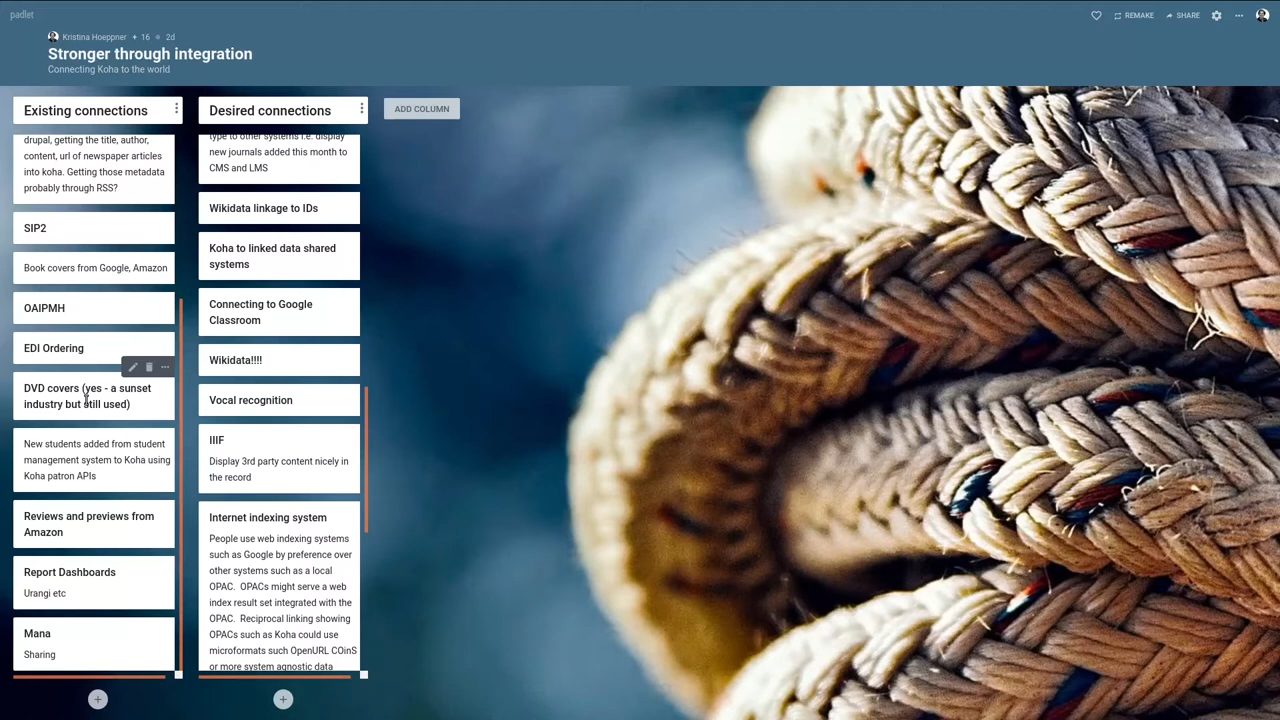 padlet
REMAKE
SHARE
Kristina Hoeppner + 16 2d
Stronger through integration
Connecting Koha to the world
Existing connections
drupal, getting the title, author,
content, url of newspaper articles
into koha. Getting those metadata
probably through RSS?
SIP2
Book covers from Google, Amazon
OAIPMH
EDI Ordering
DVD covers (yes - a sunset
industry but still used)
New students added from student
management system to Koha using
Koha patron APIs
Reviews and previews from
Amazon
Report Dashboards
Urangi etc
Mana
Sharing
Desired connections
type to other systems i.e. display
new journals added this month to
CMS and LMS
Wikidata linkage to IDs
Koha to linked data shared
systems
Connecting to Google
Classroom
Wikidata!!!!
Vocal recognition
IIIF
Display 3rd party content nicely in
the record
Internet indexing system
People use web indexing systems
such as Google by preference over
other systems such as a local
OPAC. OPACs might serve a web
index result set integrated with the
OPAC. Reciprocal linking showing
OPACs such as Koha could use
microformats such OpenURL COinS
or more system agnostic data
ADD COLUMN